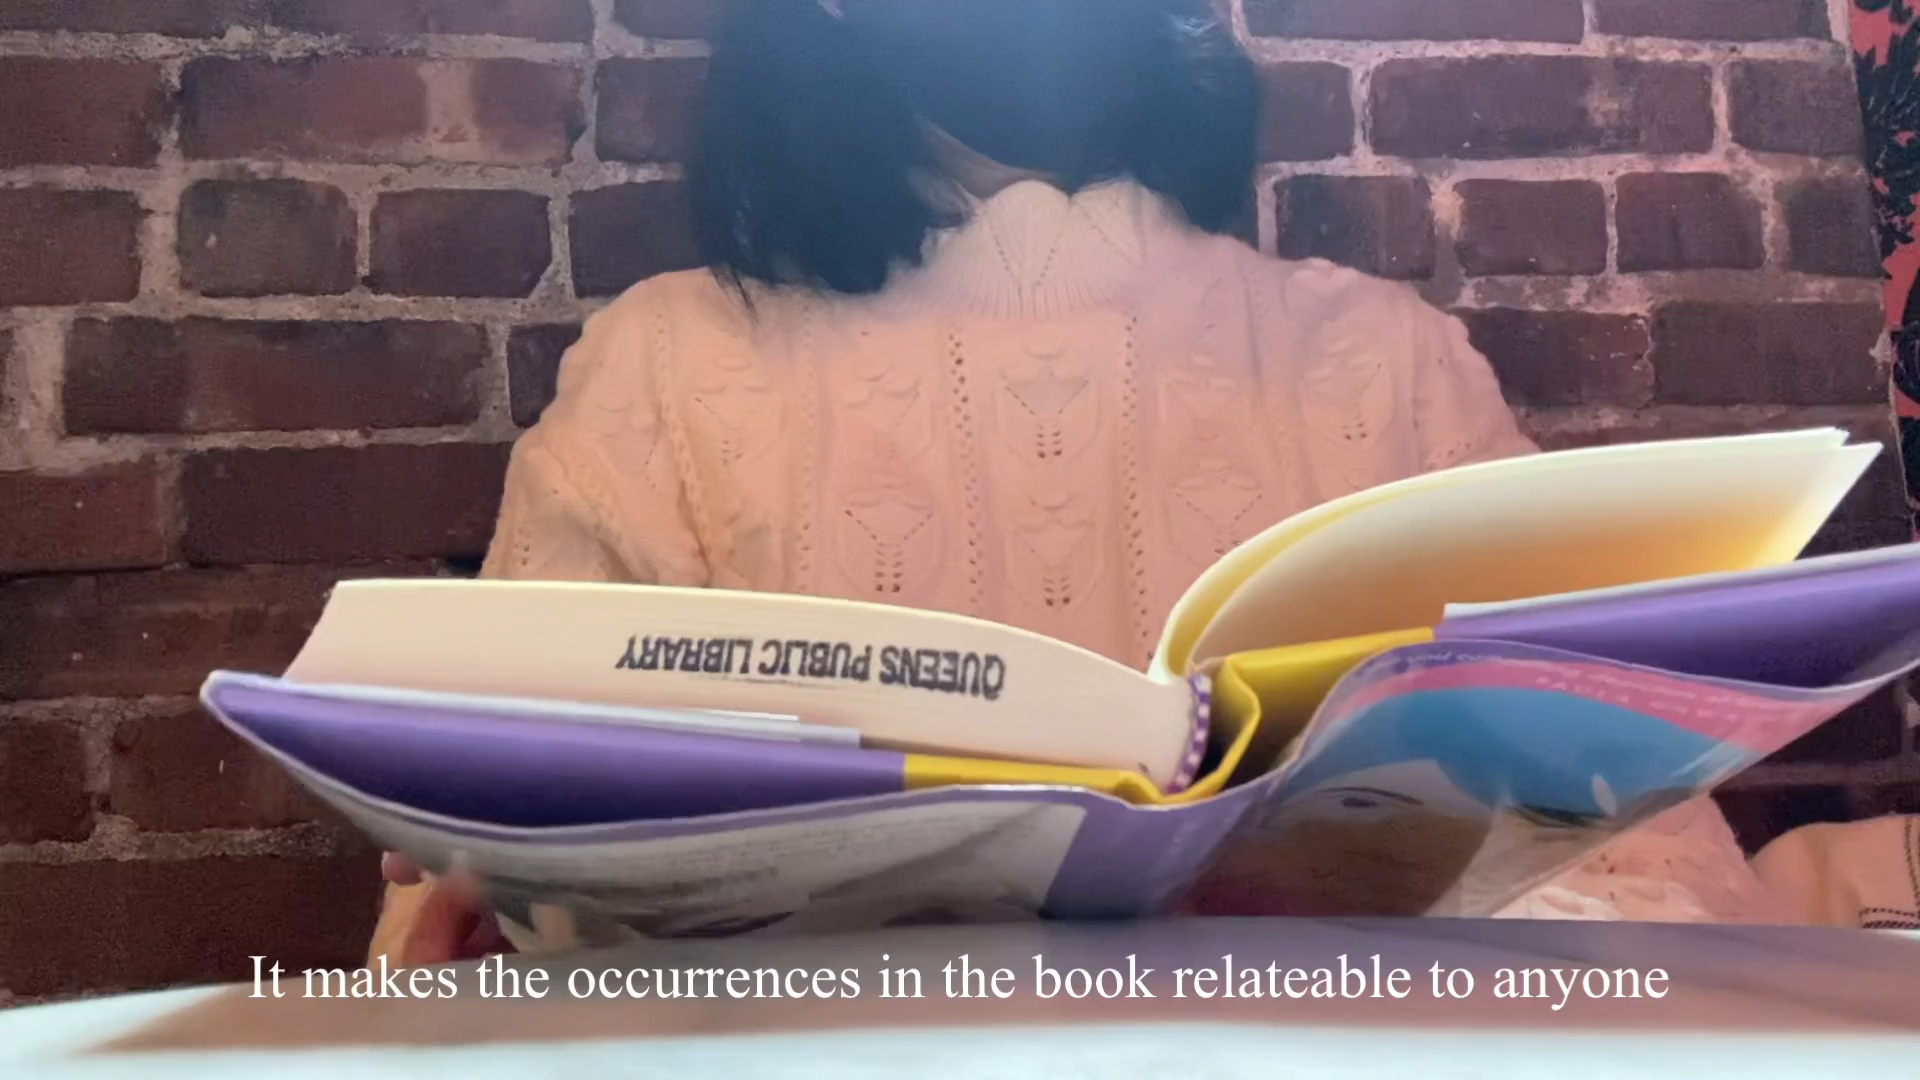 QUEENS PUBLIC LIBRARY
It makes the occurrences in the book relateable to anyone